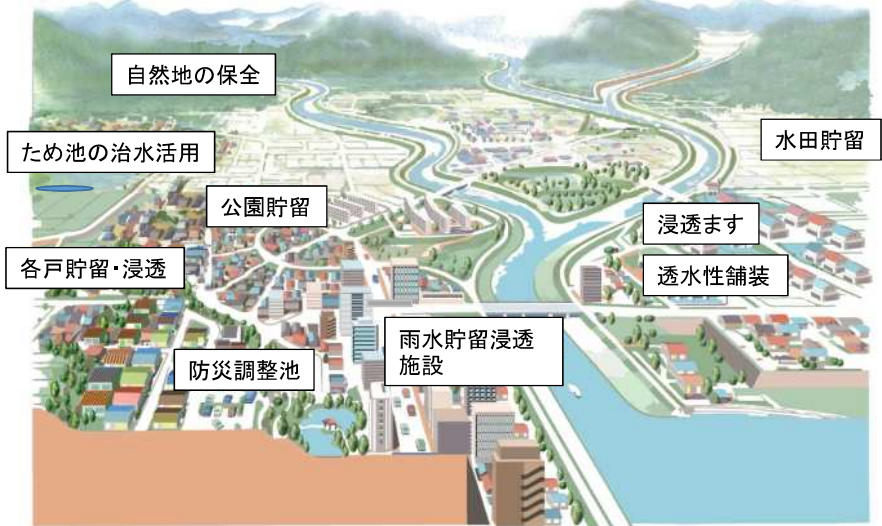 自然地の保全
ため池の治水活用
水田貯留
公園貯留
浸透ます
各戸貯留・浸透
透水性舗装
雨水貯留浸透
施設
防災調整池